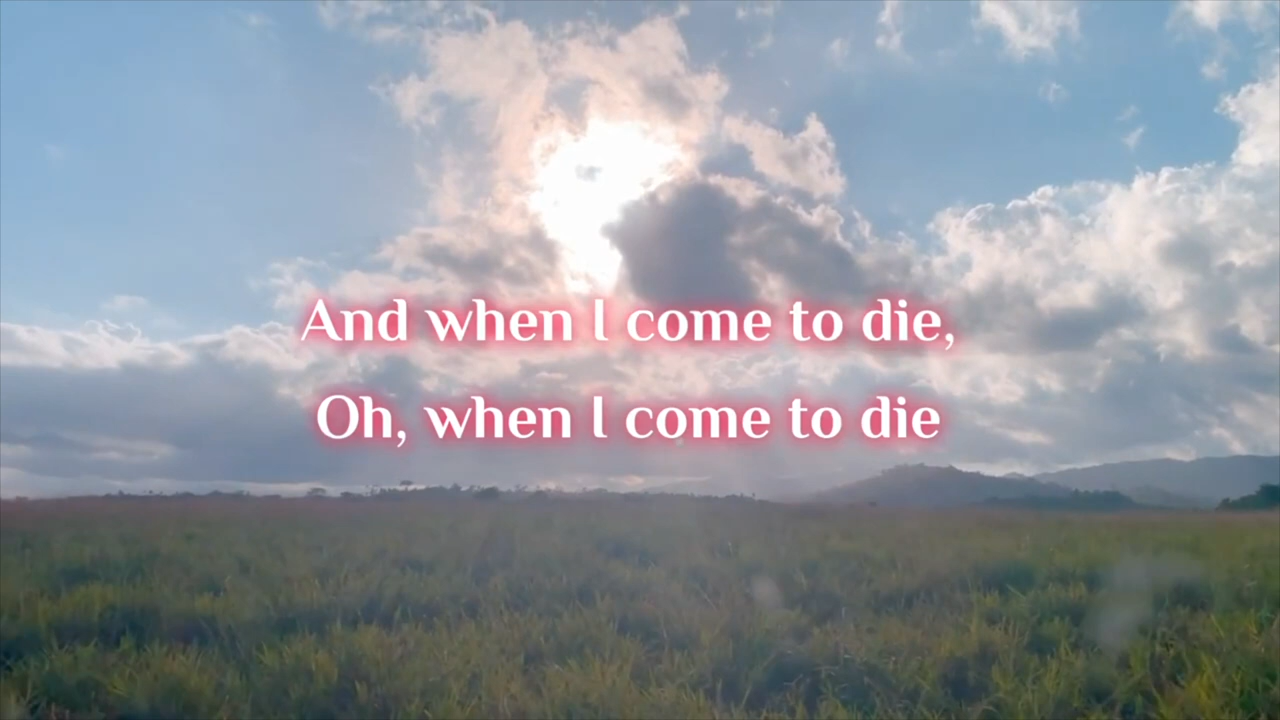 And when I come to die,
Oh, when I come to die